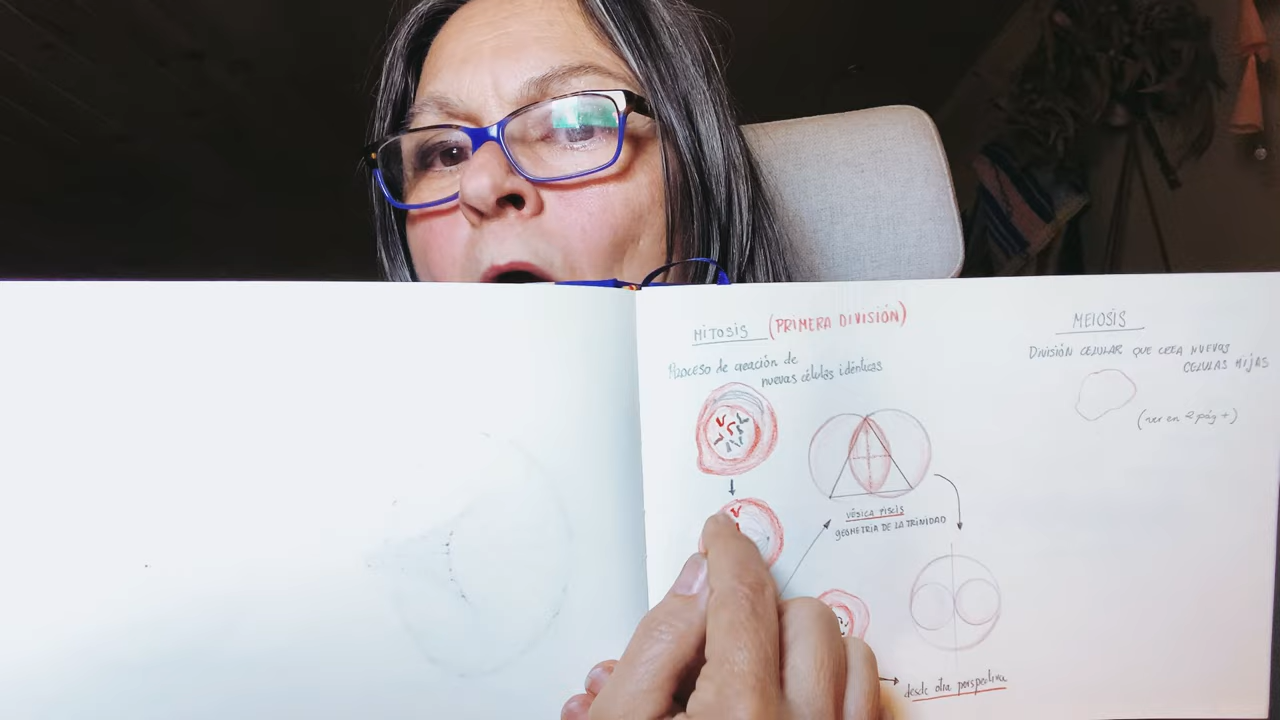 MITOSIS (PRIMERA DIVISIÓN)
Proceso de creación de
nuevas células idénticas
VÉSICA PISCIS
GEOMETRÍA DE LA TRINIDAD
desde otra perspectiva
MEIOSIS
DIVISIÓN CELULAR QUE CREA NUEVAS
CELULAS HIJAS
(ver en 2 pág +)